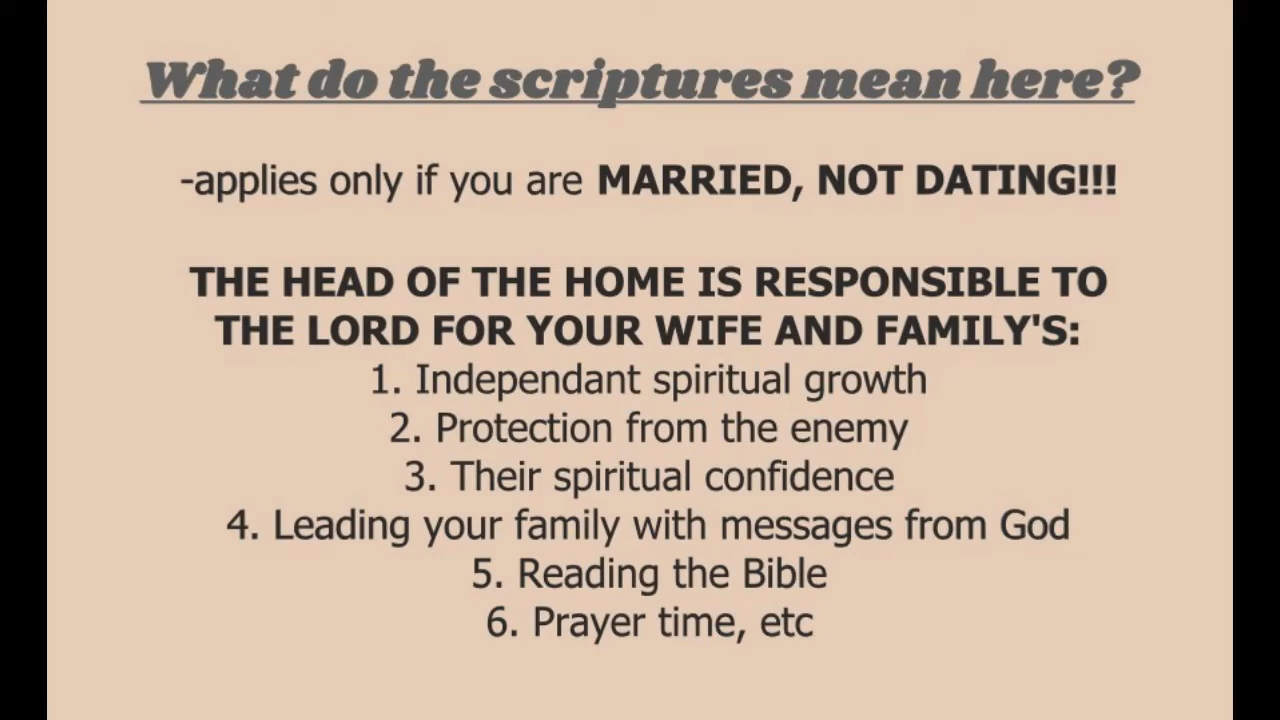 What do the scriptures mean here?
-applies only if you are MARRIED, NOT DATING!!!
THE HEAD OF THE HOME IS RESPONSIBLE TO
THE LORD FOR YOUR WIFE AND FAMILY'S:
1. Independant spiritual growth
2. Protection from the enemy
3. Their spiritual confidence
4. Leading your family with messages from God
5. Reading the Bible
6. Prayer time, etc